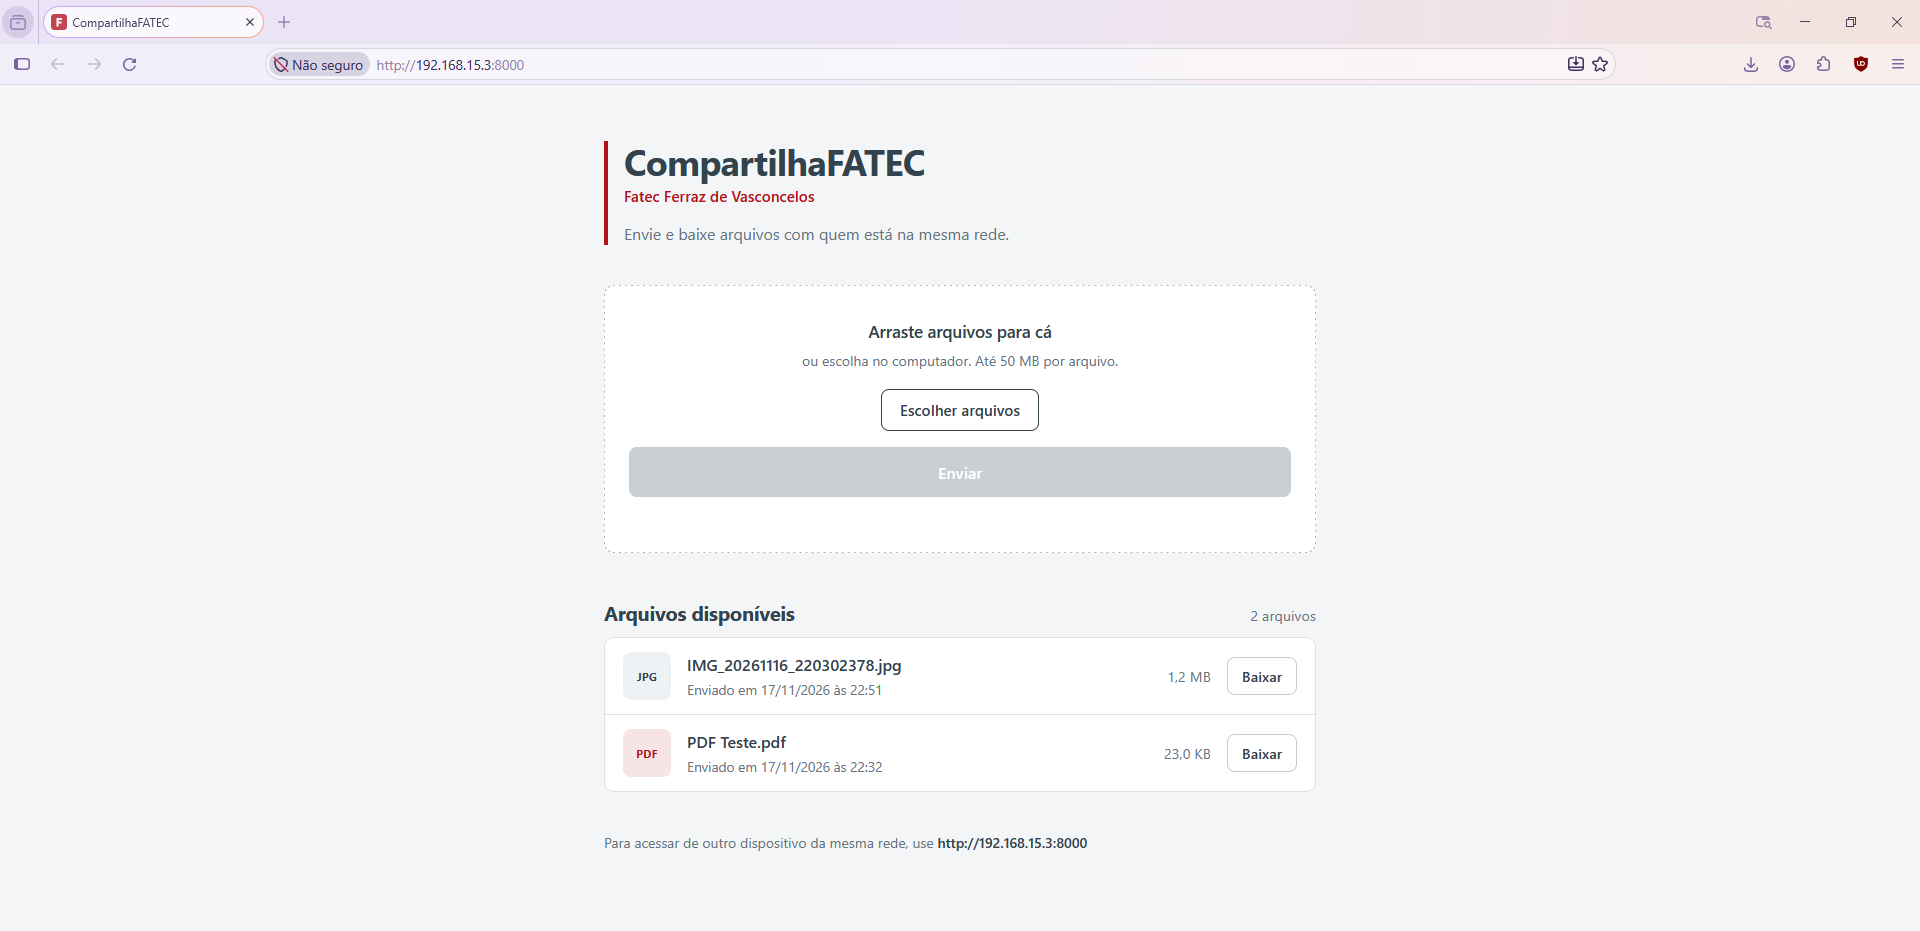 CompartilhaFATEC
Não seguro http://192.168.15.3:8000
CompartilhaFATEC
Fatec Ferraz de Vasconcelos
Envie e baixe arquivos com quem está na mesma rede.
Arraste arquivos para cá
ou escolha no computador. Até 50 MB por arquivo.
Escolher arquivos
Enviar
Arquivos disponíveis 2 arquivos
JPG IMG_20261116_220302378.jpg 1,2 MB Baixar
Enviado em 17/11/2026 às 22:51
PDF PDF Teste.pdf 23,0 KB Baixar
Enviado em 17/11/2026 às 22:32
Para acessar de outro dispositivo da mesma rede, use http://192.168.15.3:8000